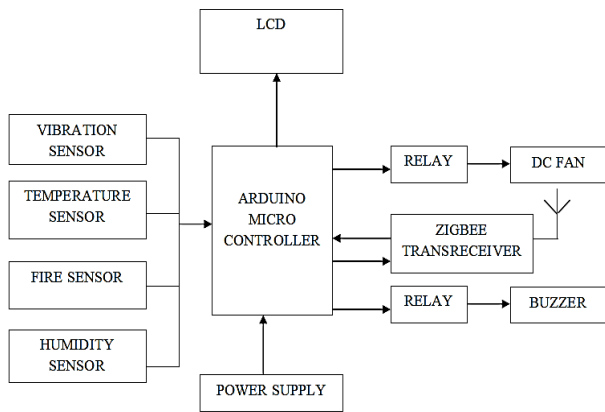 LCD
VIBRATION
SENSOR
TEMPERATURE
SENSOR
FIRE SENSOR
HUMIDITY
SENSOR
ARDUINO
MICRO
CONTROLLER
POWER SUPPLY
RELAY
DC FAN
ZIGBEE
TRANSRECEIVER
RELAY
BUZZER